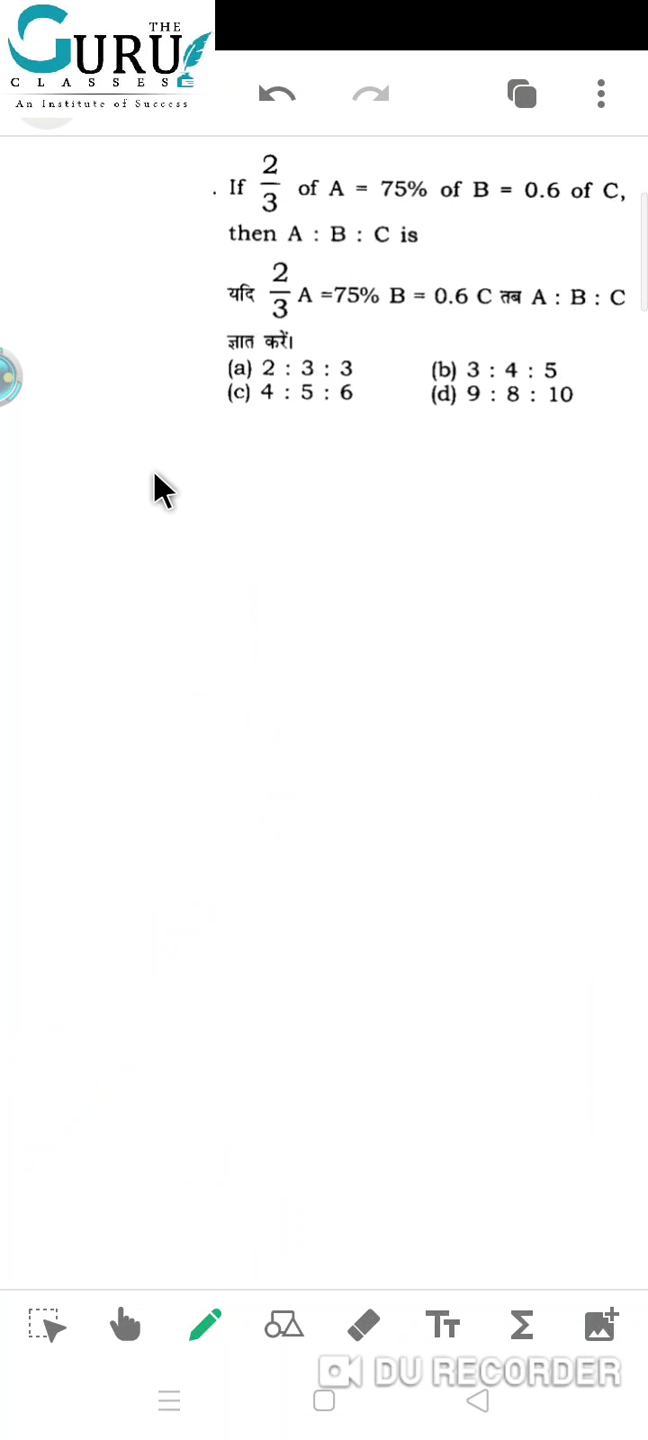 THE
GURU
CLASSES
An Institute of Success
. If 2/3 of A = 75% of B = 0.6 of C,
then A : B : C is
यदि 2/3 A =75% B = 0.6 C तब A : B : C
ज्ञात करें।
(a) 2 : 3 : 3 (b) 3 : 4 : 5
(c) 4 : 5 : 6 (d) 9 : 8 : 10
Tт Σ
DU RECORDER